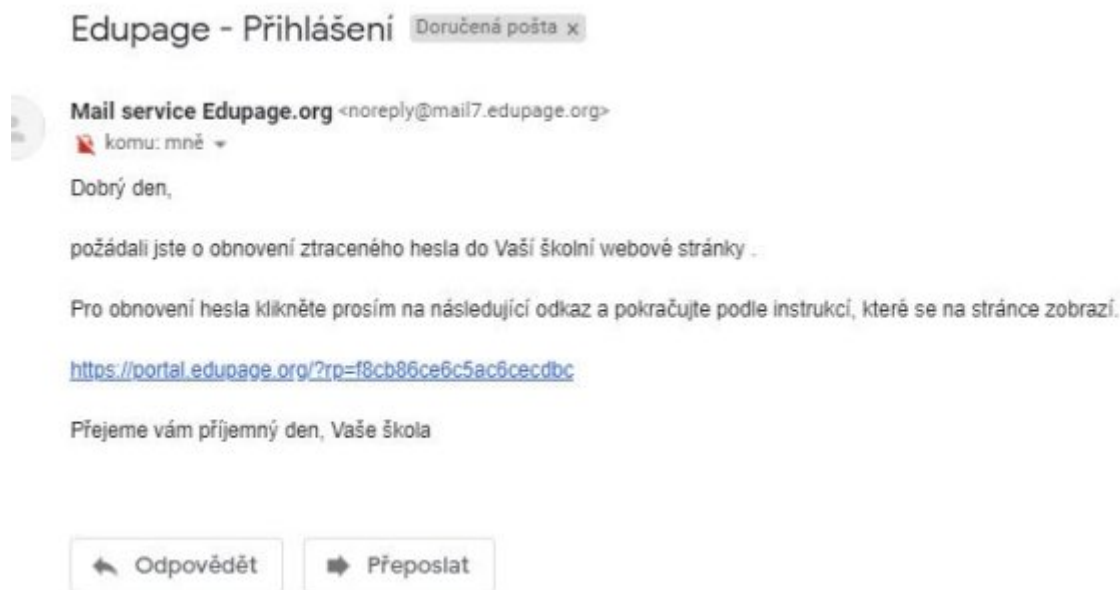 Edupage - Přihlášení Doručená pošta x
Mail service Edupage.org <noreply@mail7.edupage.org>
komu: mně
Dobrý den,
požádali jste o obnovení ztraceného hesla do Vaší školní webové stránky .
Pro obnovení hesla klikněte prosím na následující odkaz a pokračujte podle instrukcí, které se na stránce zobrazí.
https://portal.edupage.org/?rp=f8cb86ce6c5ac6cecdbc
Přejeme vám příjemný den, Vaše škola
Odpovědět Přeposlat